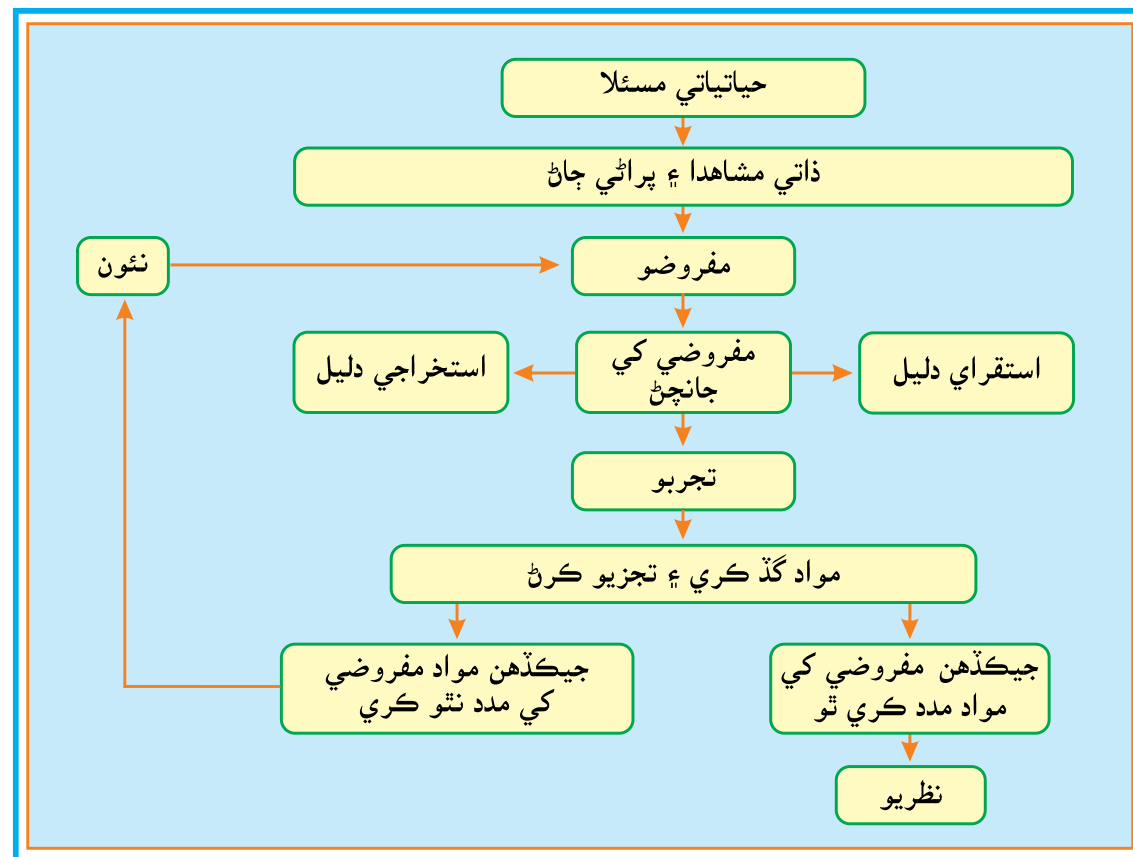 حياتياتي مسئلا
ذاتي مشاهدا ۽ پراڻي ڄاڻ
نئون
مفروضو
استخراجي دليل
مفروضي کي
جانچڻ
استقراي دليل
تجربو
مواد گڏ ڪري ۽ تجزيو ڪرڻ
جيڪڏهن مفروضي کي
مواد مدد ڪري ٿو
جيڪڏهن مواد مفروضي
کي مدد نٿو ڪري
نظريو